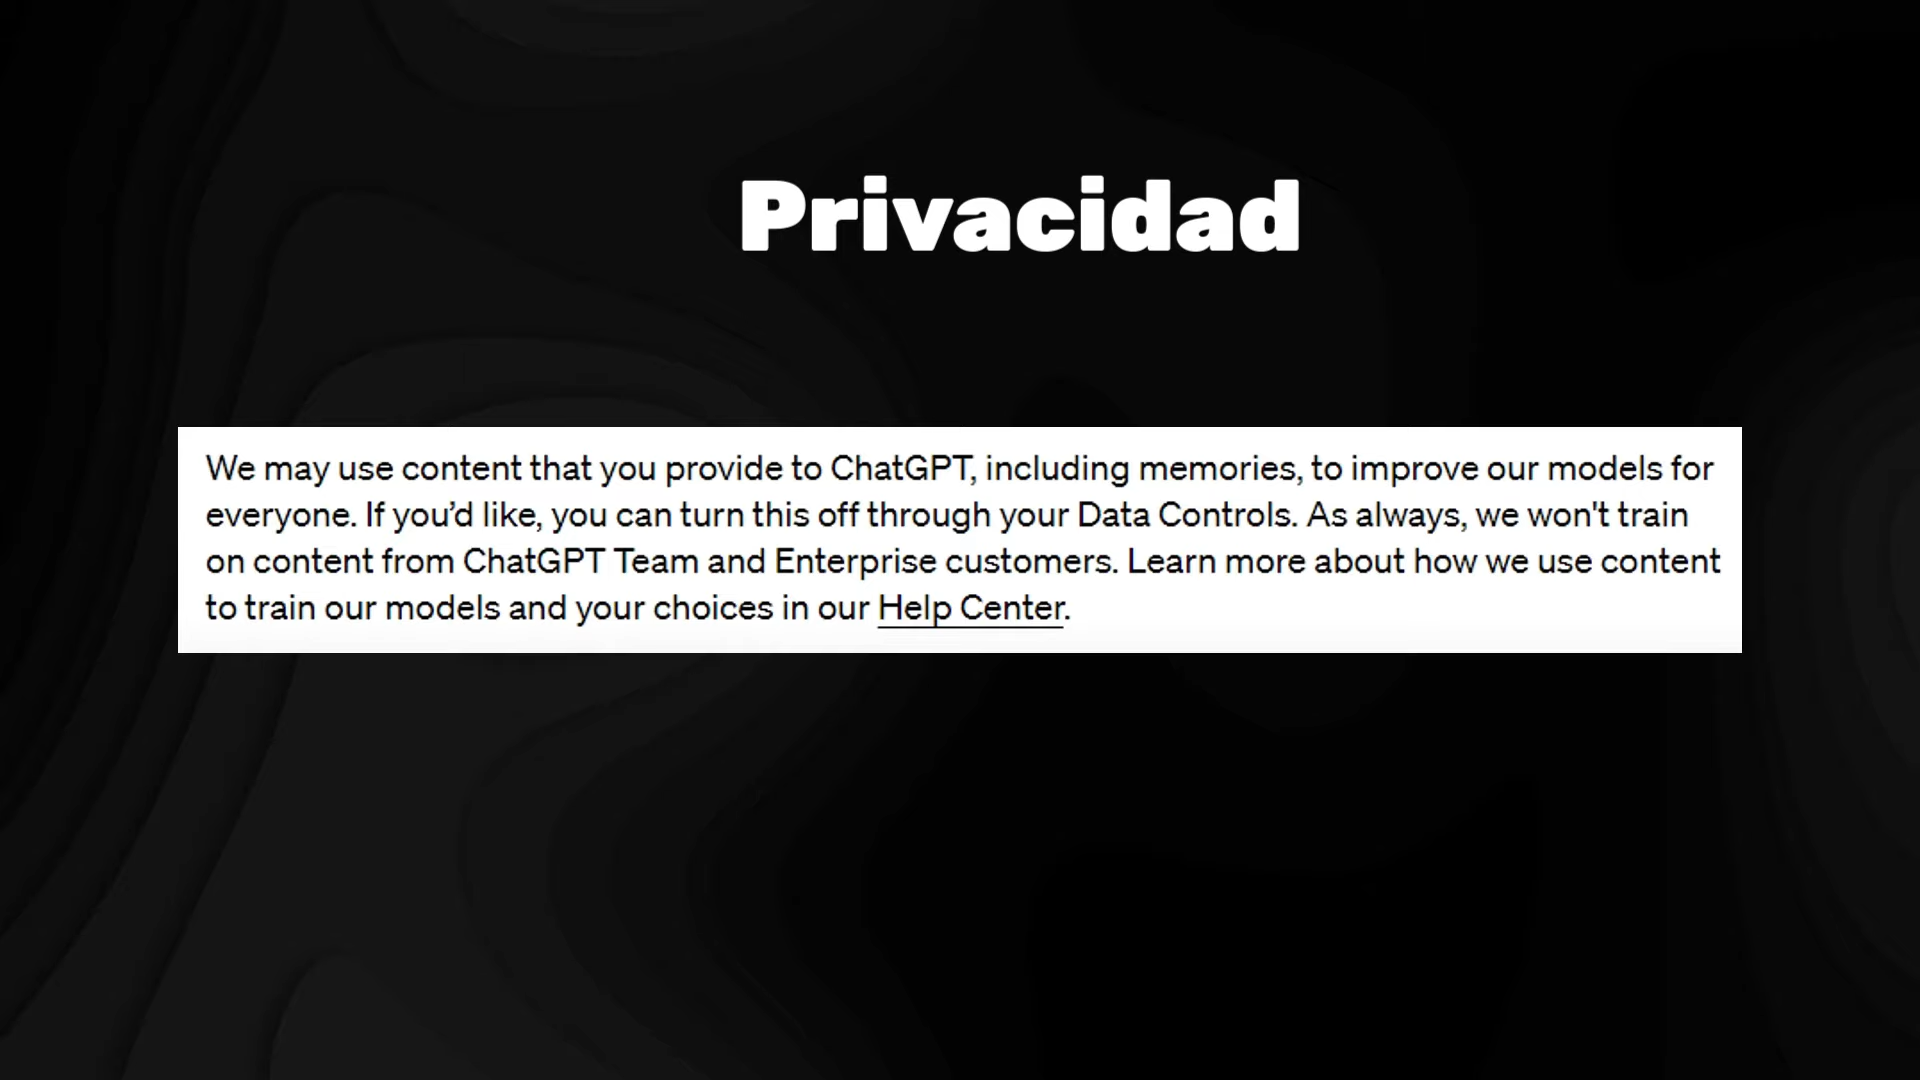 Privacidad
We may use content that you provide to ChatGPT, including memories, to improve our models for
everyone. If you’d like, you can turn this off through your Data Controls. As always, we won't train
on content from ChatGPT Team and Enterprise customers. Learn more about how we use content
to train our models and your choices in our Help Center.